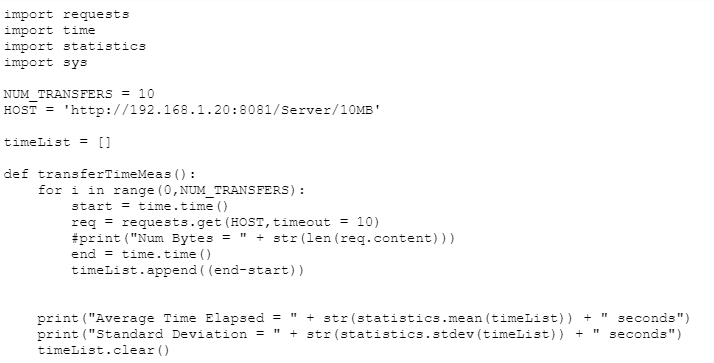 import requests
import time
import statistics
import sys

NUM_TRANSFERS = 10
HOST = 'http://192.168.1.20:8081/Server/10MB'

timeList = []

def transferTimeMeas():
    for i in range(0,NUM_TRANSFERS):
        start = time.time()
        req = requests.get(HOST,timeout = 10)
        #print("Num Bytes = " + str(len(req.content)))
        end = time.time()
        timeList.append((end-start))


    print("Average Time Elapsed = " + str(statistics.mean(timeList)) + " seconds")
    print("Standard Deviation = " + str(statistics.stdev(timeList)) + " seconds")
    timeList.clear()